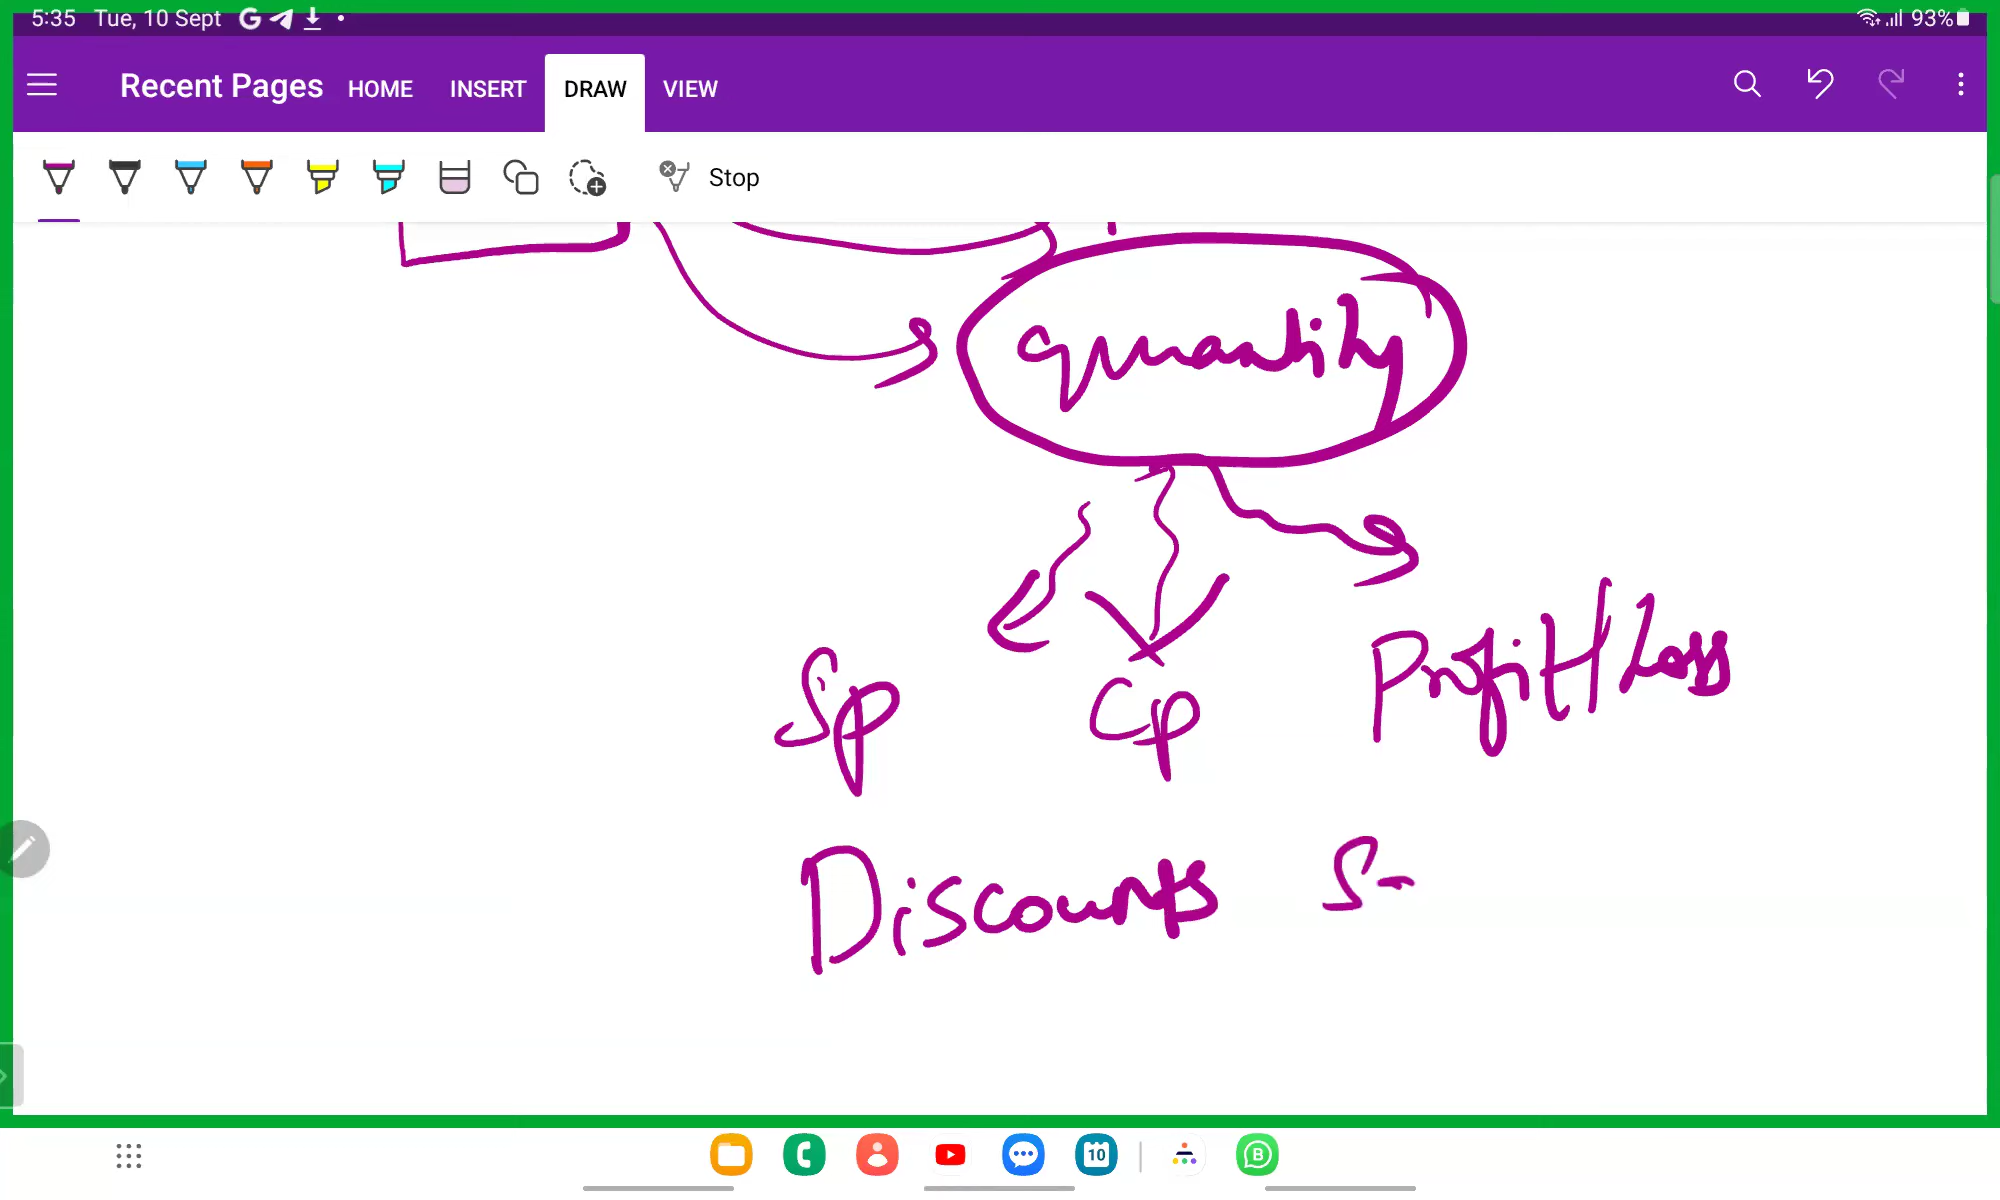 5:35 Tue, 10 Sept 93%
Recent Pages HOME INSERT DRAW VIEW
Stop
quantity
Sp Cp Profit/Loss
Discounts S-
10